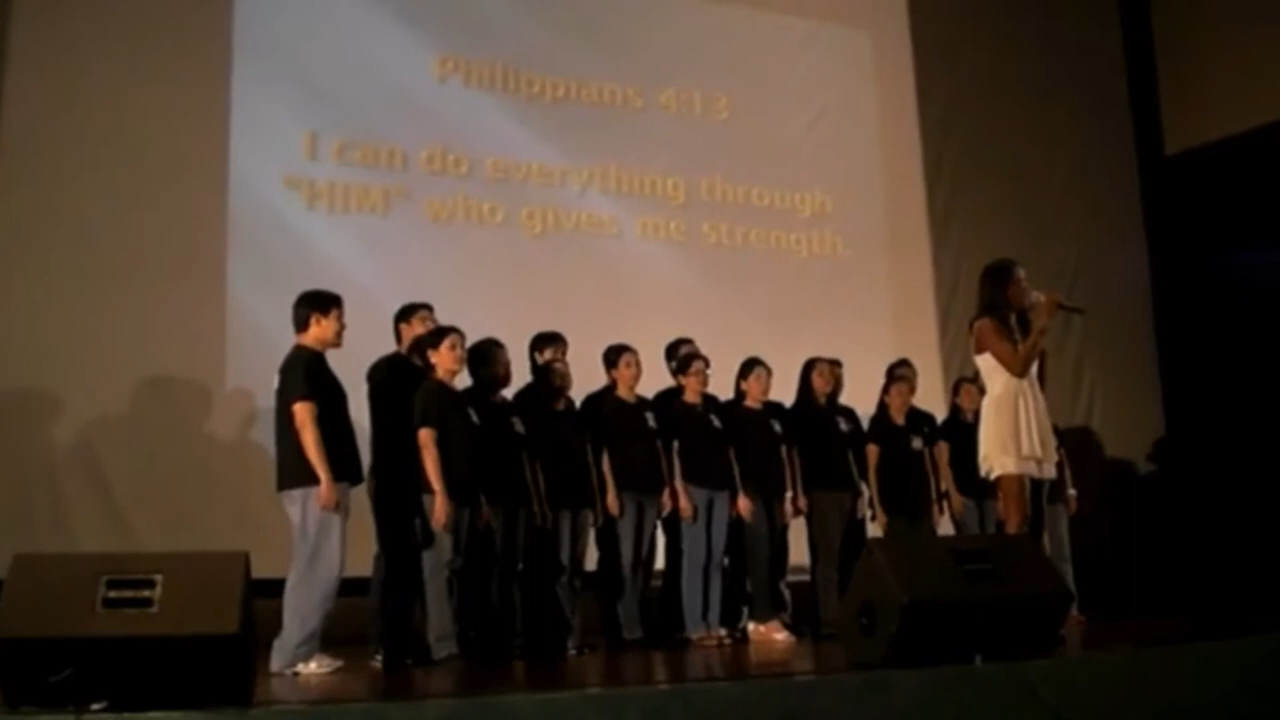 Philippians 4:13
I can do everything through
"HIM" who gives me strength.